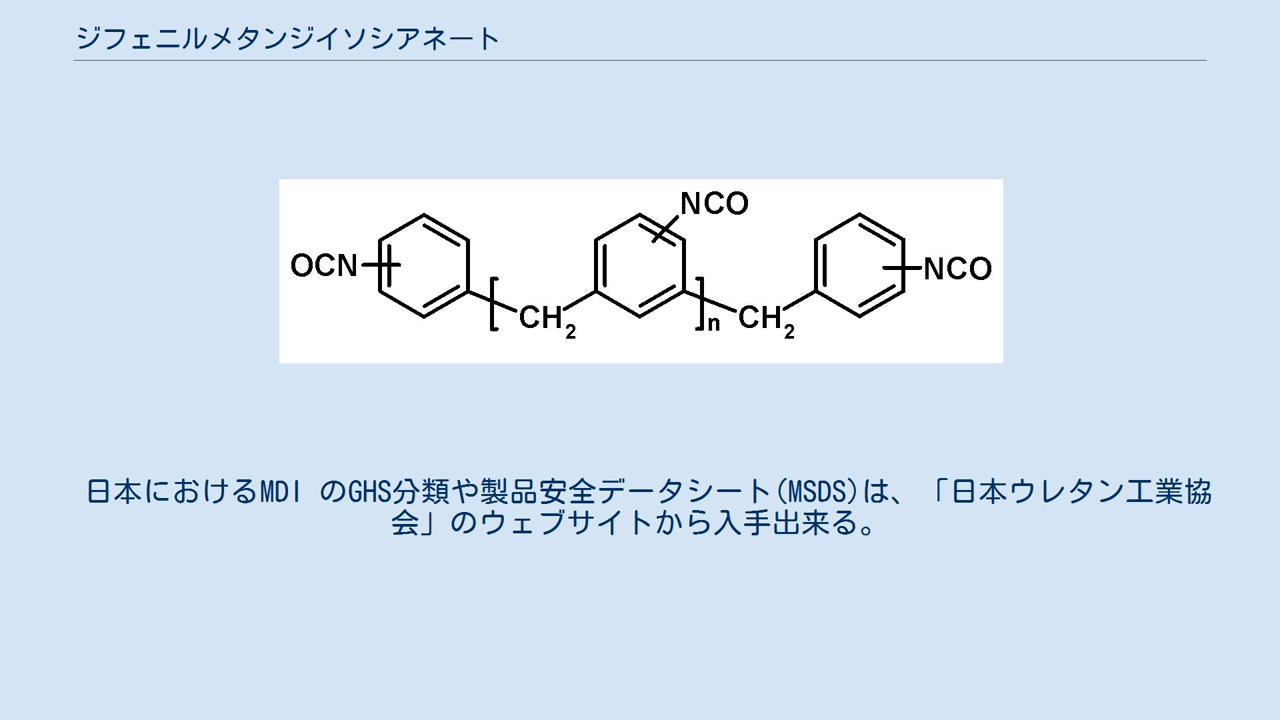 ジフェニルメタンジイソシアネート
NCO
OCN
NCO
CH2
n
CH2
日本におけるMDI のGHS分類や製品安全データシート(MSDS)は、「日本ウレタン工業協
会」のウェブサイトから入手出来る。